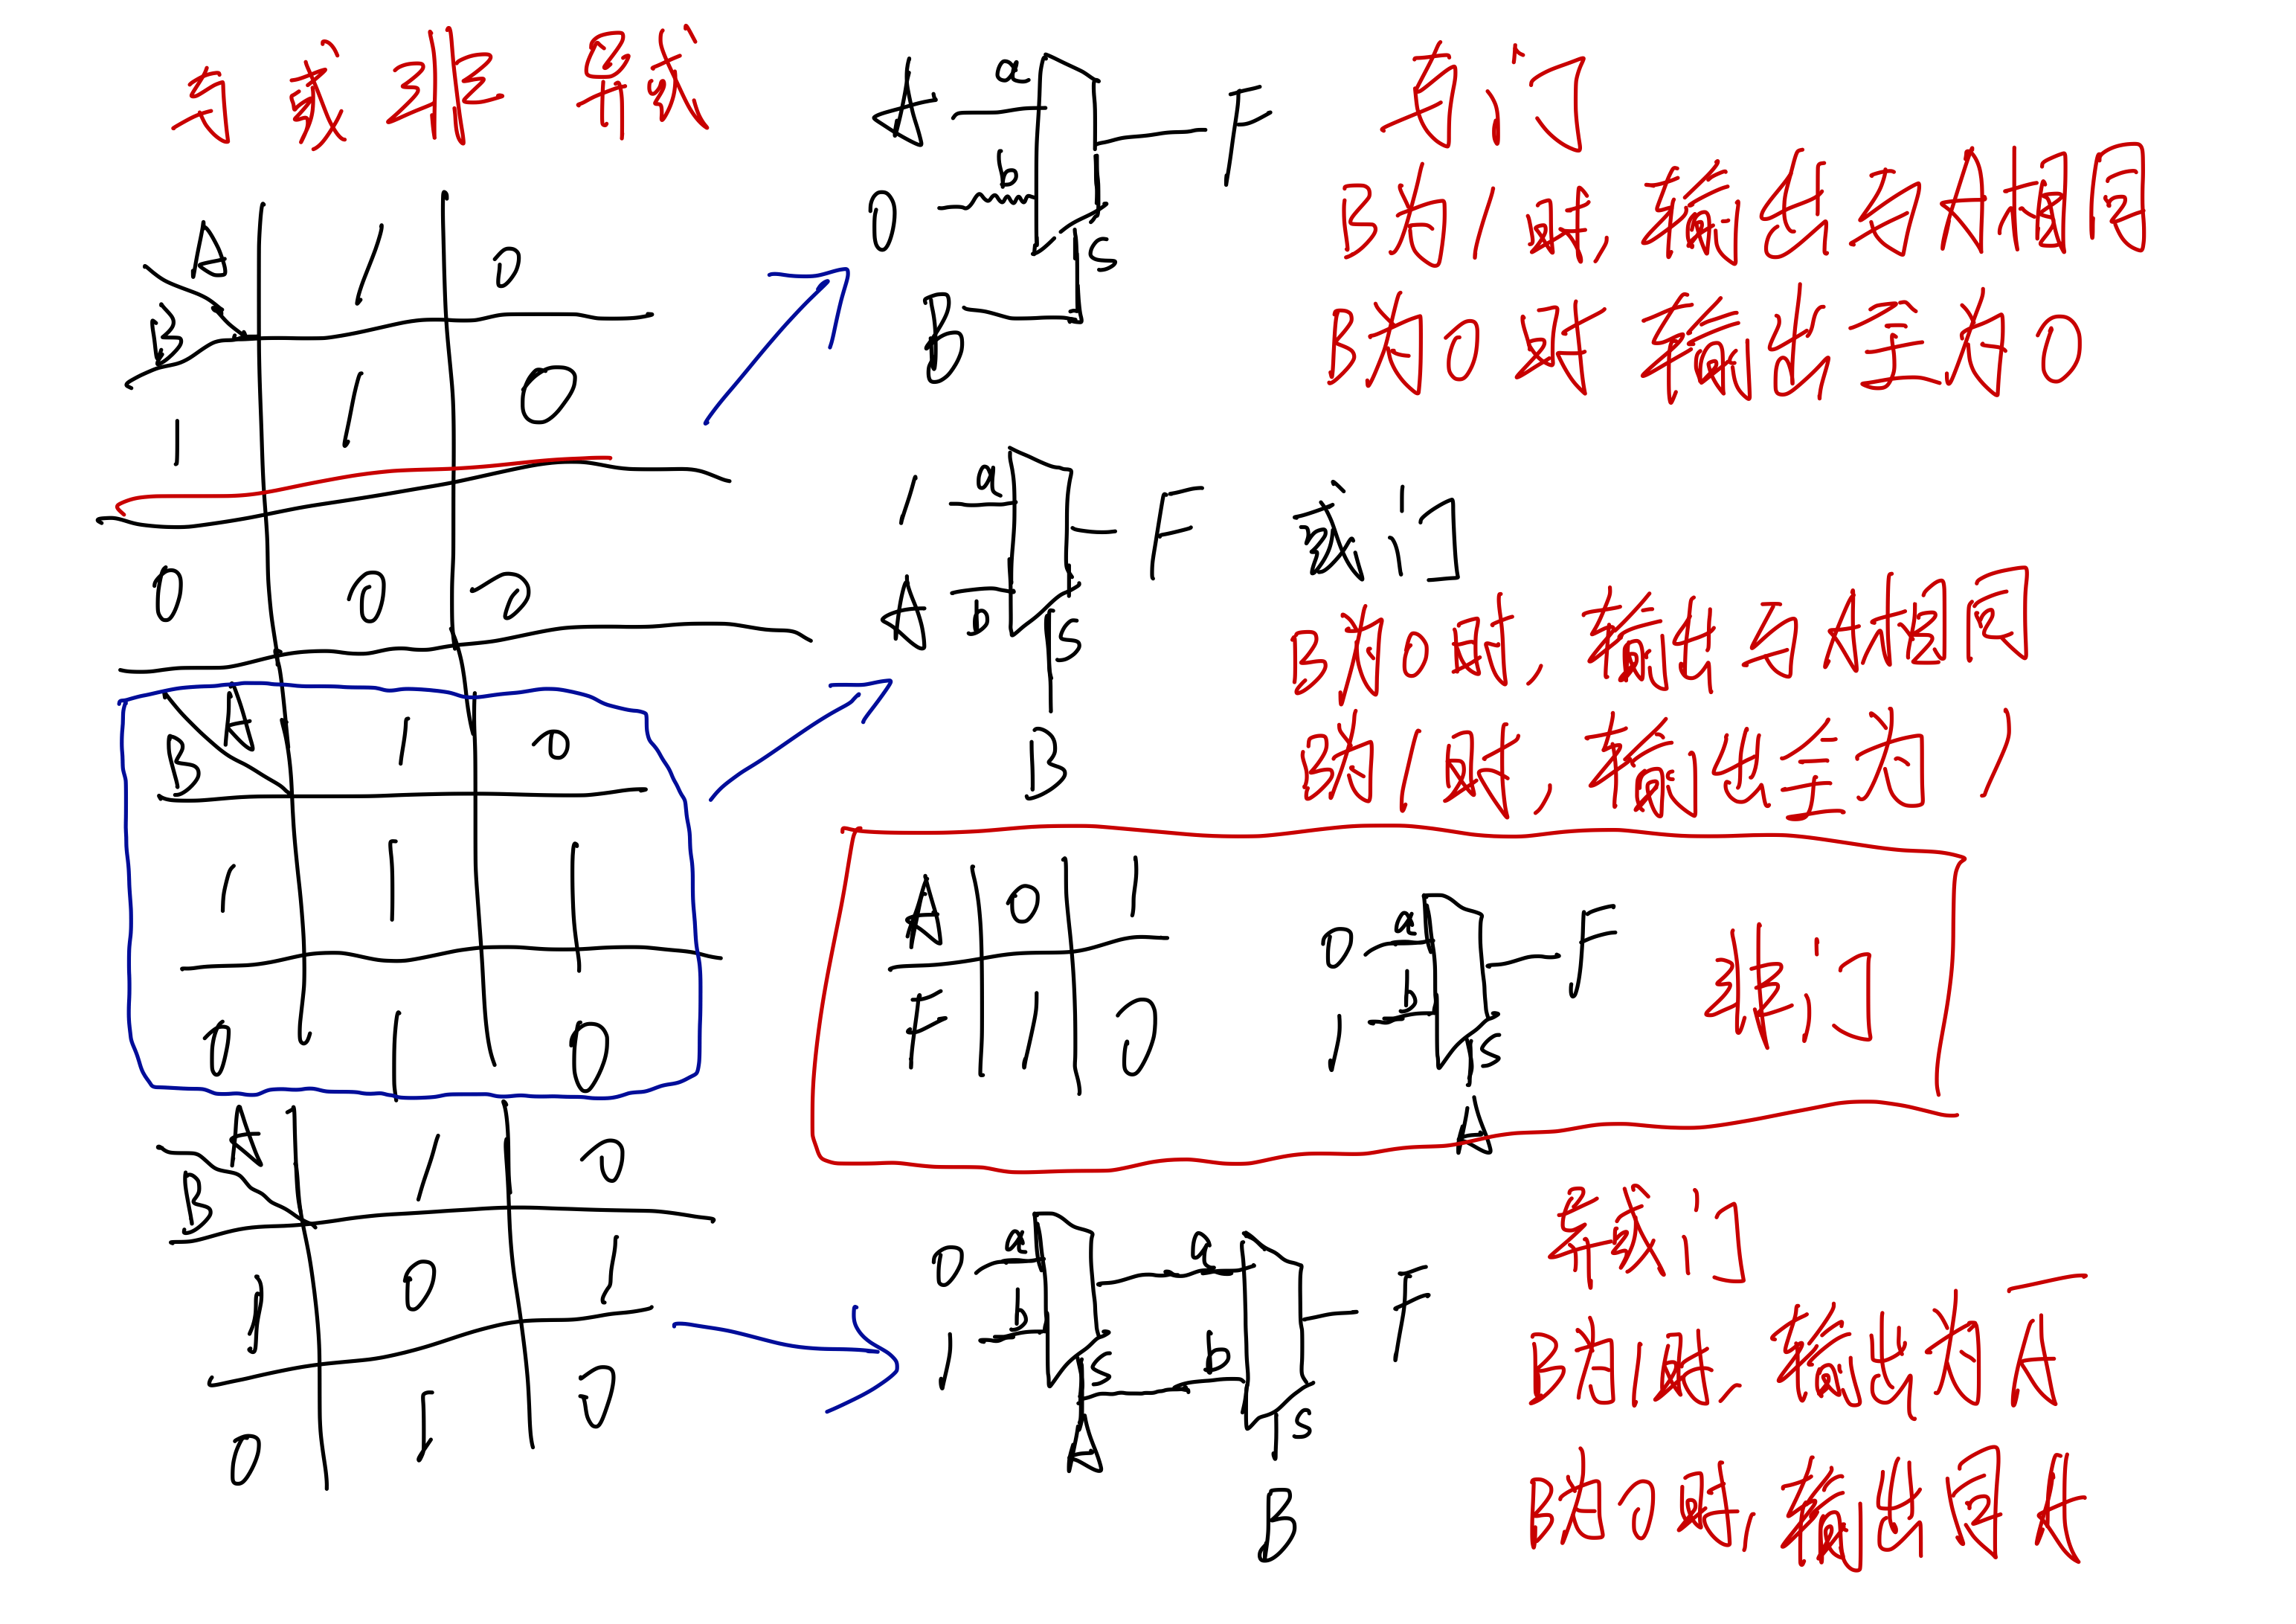 与 或 非 异或
A 1 0
B
1 1 0
0 0 0
A a F
0 b
s
B
与门
B为1时,输出与A相同
B为0时输出全为0
1 a F
A b
s
B
或门
B为0时,输出与A相同
B为1时,输出全为1
A 1 0
B
1 1 1
0 1 0
A 0 1
F 1 0
0 a F
1 b
s
A
非门
A 1 0
B
1 0 1
0 1 0
0 a a F
1 b b
s s
A
B
异或门
B为1时,输出为A̅
B为0时,输出同A